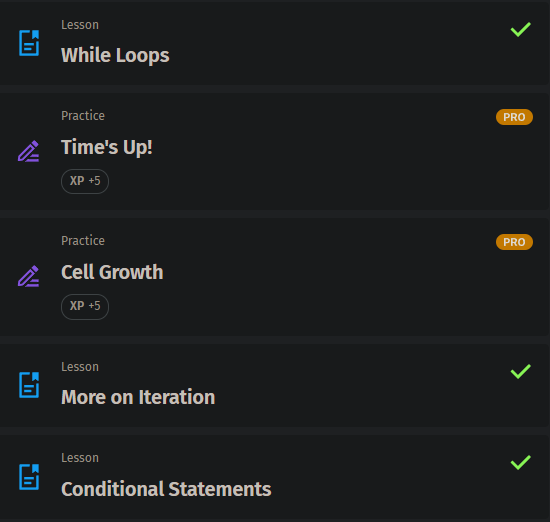 Lesson
While Loops
Practice
PRO
Time's Up!
XP +5
Practice
PRO
Cell Growth
XP +5
Lesson
More on Iteration
Lesson
Conditional Statements